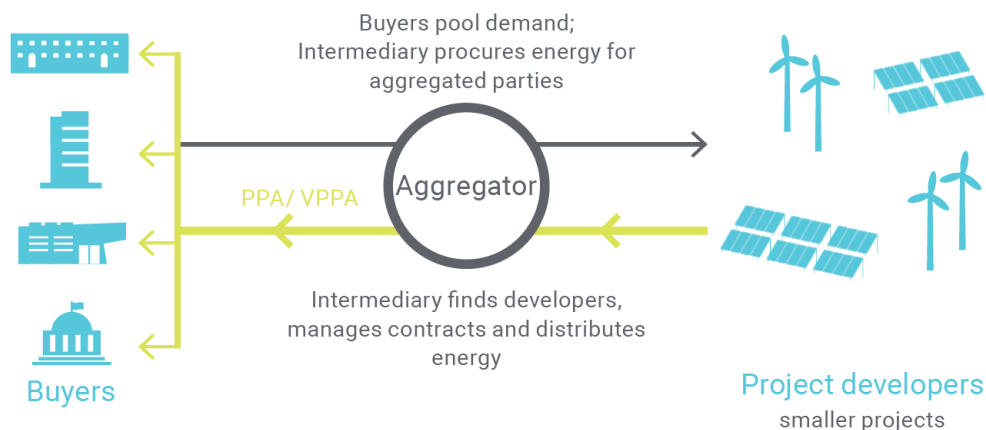 Buyers pool demand;
Intermediary procures energy for
aggregated parties
Aggregator
PPA/ VPPA
Intermediary finds developers,
manages contracts and distributes
energy
Buyers
Project developers
smaller projects